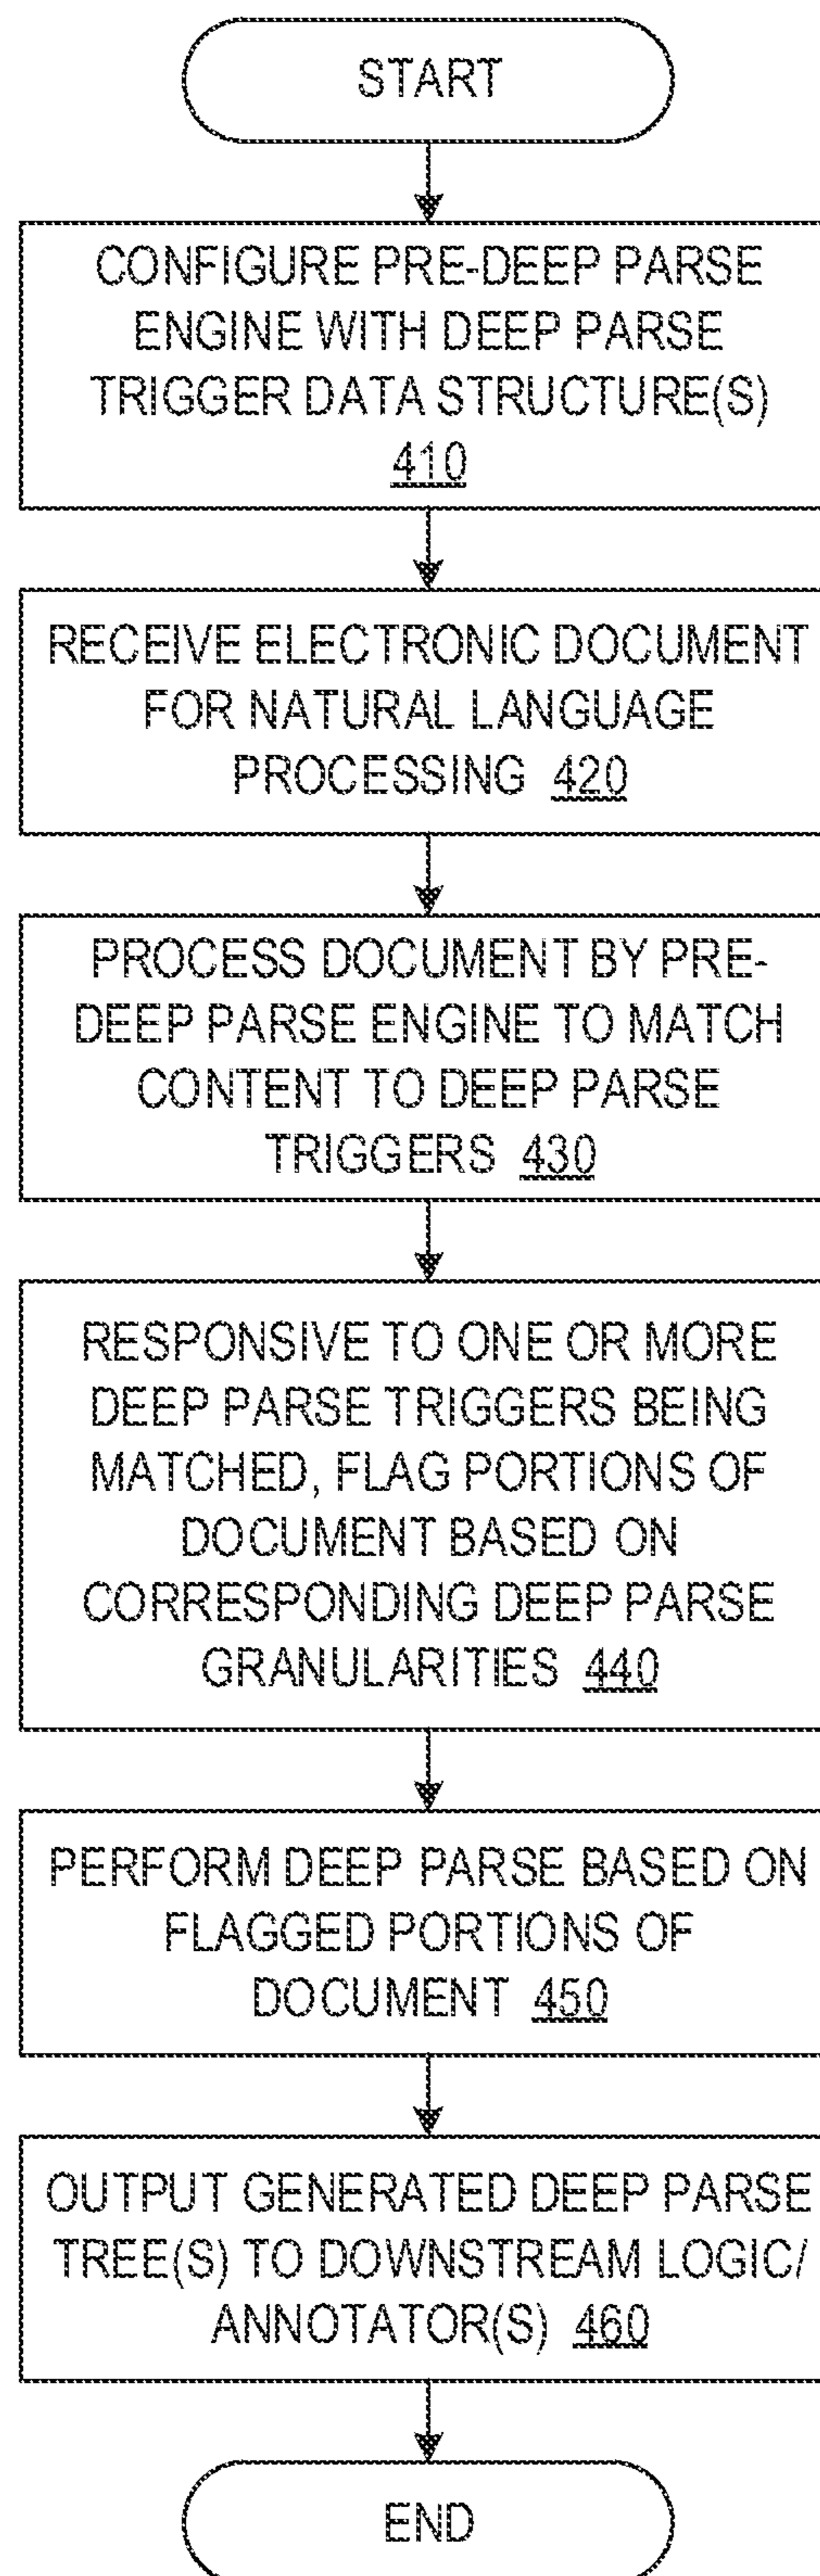 START
CONFIGURE PRE-DEEP PARSE
ENGINE WITH DEEP PARSE
TRIGGER DATA STRUCTURE(S)
410
RECEIVE ELECTRONIC DOCUMENT
FOR NATURAL LANGUAGE
PROCESSING 420
PROCESS DOCUMENT BY PRE-
DEEP PARSE ENGINE TO MATCH
CONTENT TO DEEP PARSE
TRIGGERS 430
RESPONSIVE TO ONE OR MORE
DEEP PARSE TRIGGERS BEING
MATCHED, FLAG PORTIONS OF
DOCUMENT BASED ON
CORRESPONDING DEEP PARSE
GRANULARITIES 440
PERFORM DEEP PARSE BASED ON
FLAGGED PORTIONS OF
DOCUMENT 450
OUTPUT GENERATED DEEP PARSE
TREE(S) TO DOWNSTREAM LOGIC/
ANNOTATOR(S) 460
END